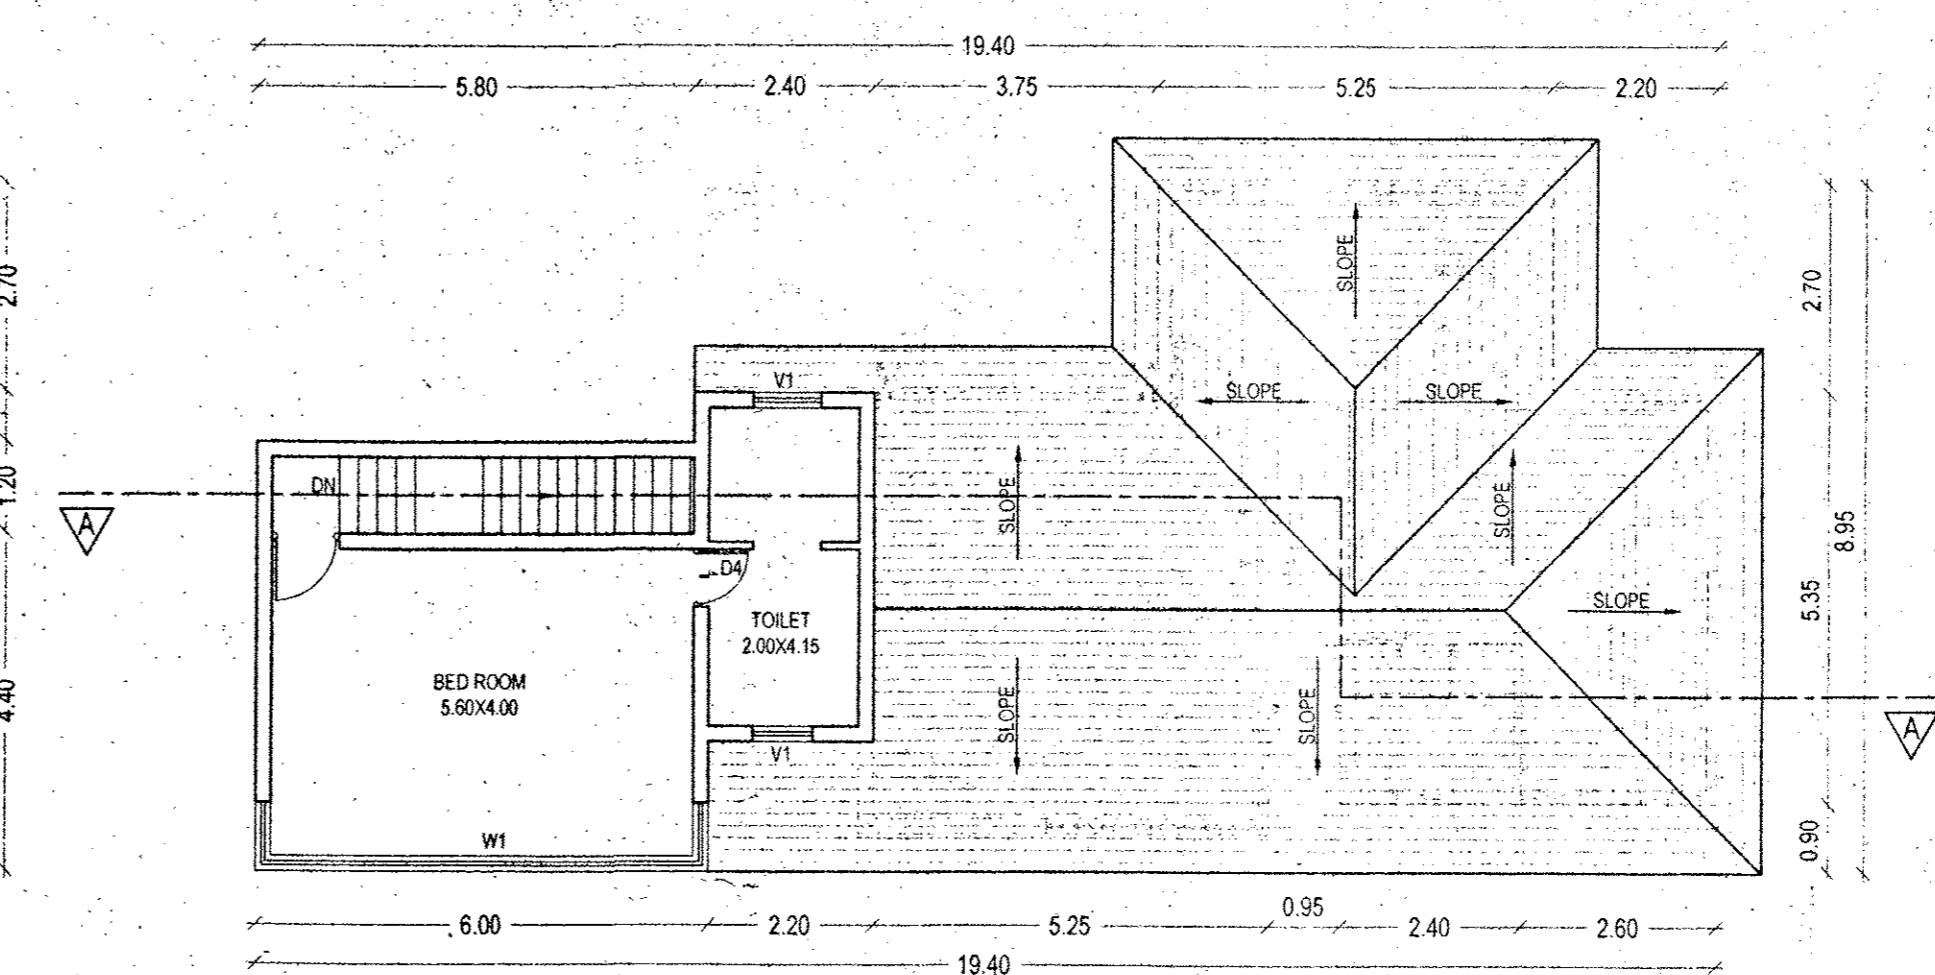 19.40
5.80 2.40 3.75 5.25 2.20
2.70
1.20
4.40
V1
DN
D4
TOILET
2.00X4.15
BED ROOM
5.60X4.00
V1
W1
SLOPE
SLOPE
SLOPE
SLOPE
SLOPE
SLOPE
SLOPE
SLOPE
A
A
2.70
5.35
0.90
8.95
6.00 2.20 5.25 0.95 2.40 2.60
19.40